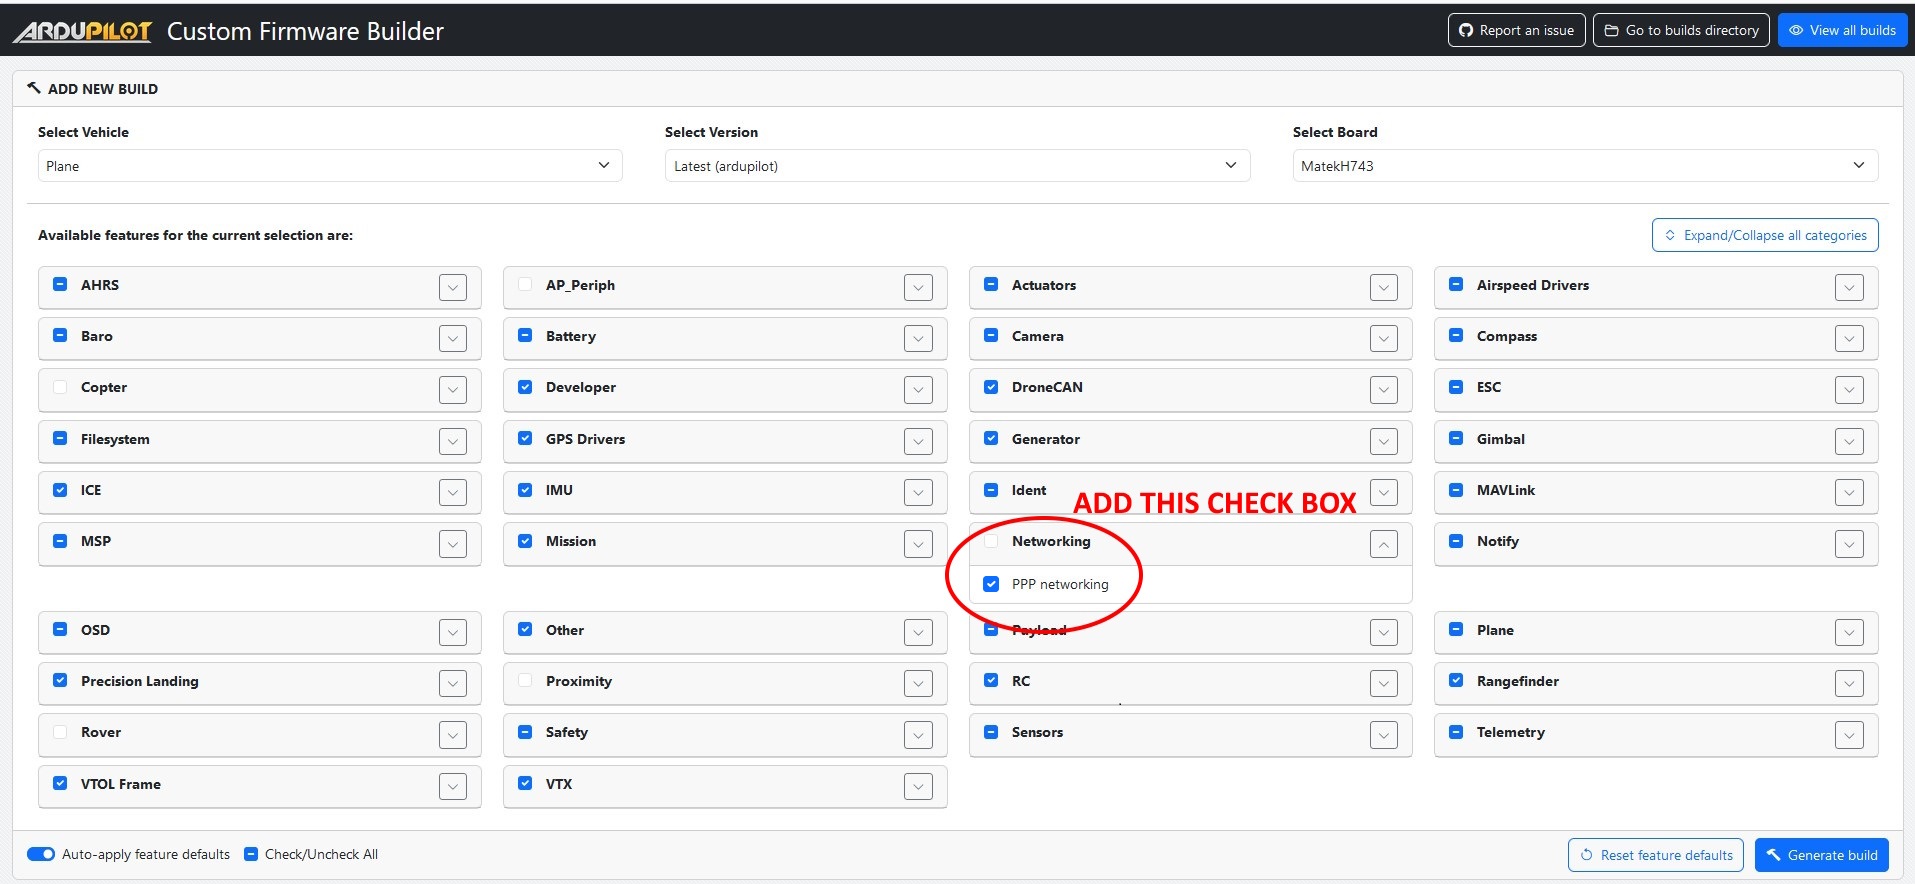 ARDUPILOT Custom Firmware Builder
Report an issue
Go to builds directory
View all builds
ADD NEW BUILD
Select Vehicle
Select Version
Select Board
Plane
Latest (ardupilot)
MatekH743
Available features for the current selection are:
Expand/Collapse all categories
AHRS
AP_Periph
Actuators
Airspeed Drivers
Baro
Battery
Camera
Compass
Copter
Developer
DroneCAN
ESC
Filesystem
GPS Drivers
Generator
Gimbal
ICE
IMU
Ident
ADD THIS CHECK BOX
MAVLink
MSP
Mission
Networking
Notify
PPP networking
OSD
Other
Payload
Plane
Precision Landing
Proximity
RC
Rangefinder
Rover
Safety
Sensors
Telemetry
VTOL Frame
VTX
Auto-apply feature defaults
Check/Uncheck All
Reset feature defaults
Generate build